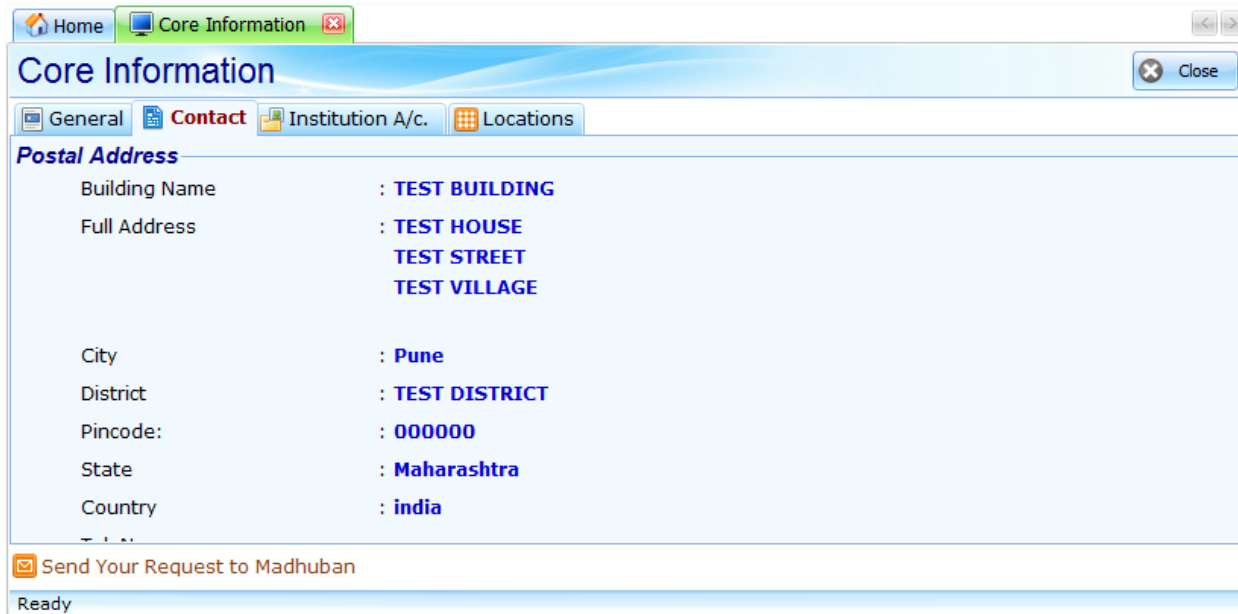 Home Core Information
Core Information Close
General Contact Institution A/c. Locations
Postal Address
Building Name : TEST BUILDING
Full Address : TEST HOUSE
TEST STREET
TEST VILLAGE
City : Pune
District : TEST DISTRICT
Pincode: : 000000
State : Maharashtra
Country : india
Send Your Request to Madhuban
Ready